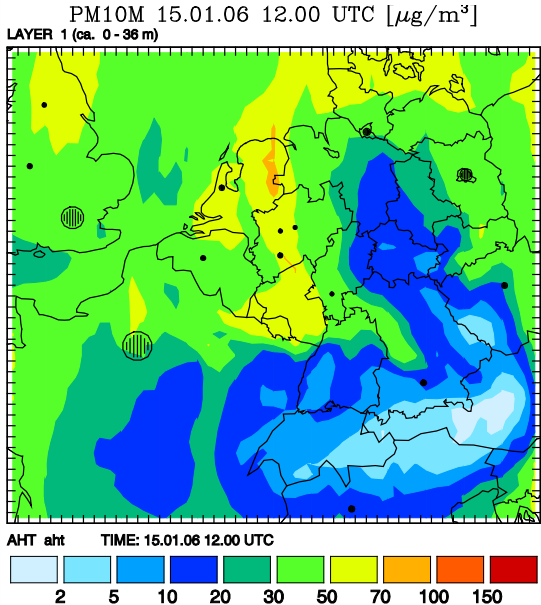 PM10M 15.01.06 12.00 UTC [μg/m³]
LAYER 1 (ca. 0 - 36 m)
AHT aht TIME: 15.01.06 12.00 UTC
2 5 10 20 30 50 70 100 150